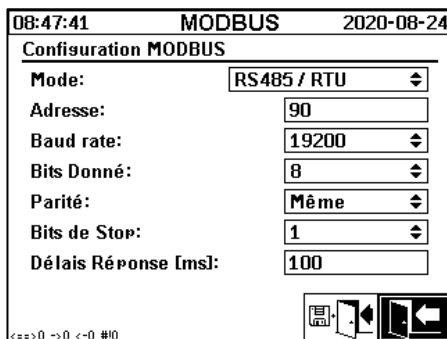 08:47:41 MODBUS 2020-08-24
Confisuration MODBUS
Mode: RS485 / RTU
Adresse: 90
Baud rate: 19200
Bits Donné: 8
Parité: Même
Bits de Stop: 1
Délais Réponse [ms]: 100
<==>0 ->0 <-0 #!0